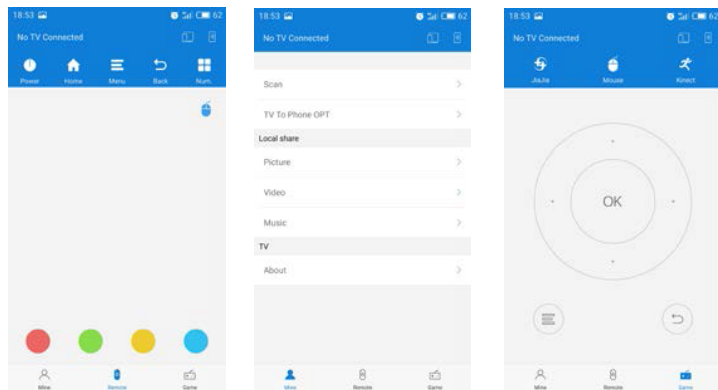 18:53 62
No TV Connected
Power Home Menu Back Num.
Mine Remote Game
18:53 62
No TV Connected
Scan
TV To Phone OPT
Local share
Picture
Video
Music
TV
About
Mine Remote Game
18:53 62
No TV Connected
JiaJia Mouse Kinect
OK
Mine Remote Game